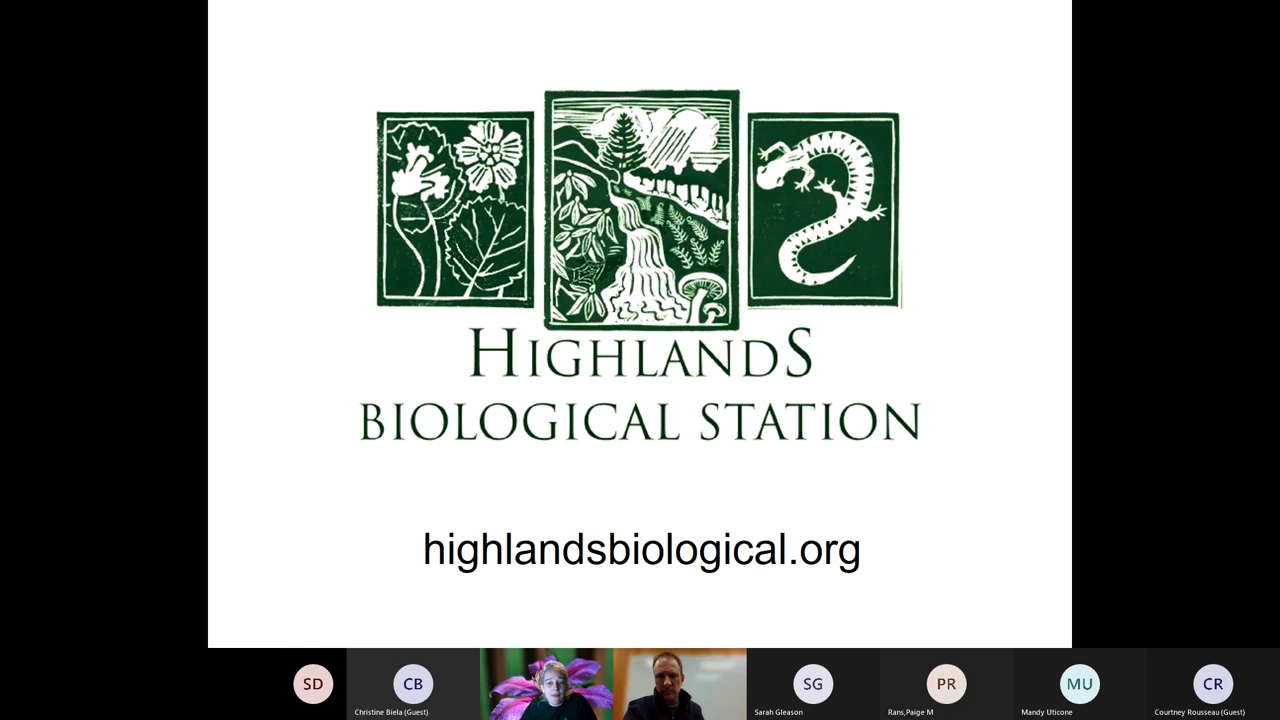 HIGHLANDS
BIOLOGICAL STATION
highlandsbiological.org
SD
CB
SG
PR
MU
CR
Christine Biela (Guest)
Sarah Gleason
Rans,Paige M
Mandy Uticone
Courtney Rousseau (Guest)